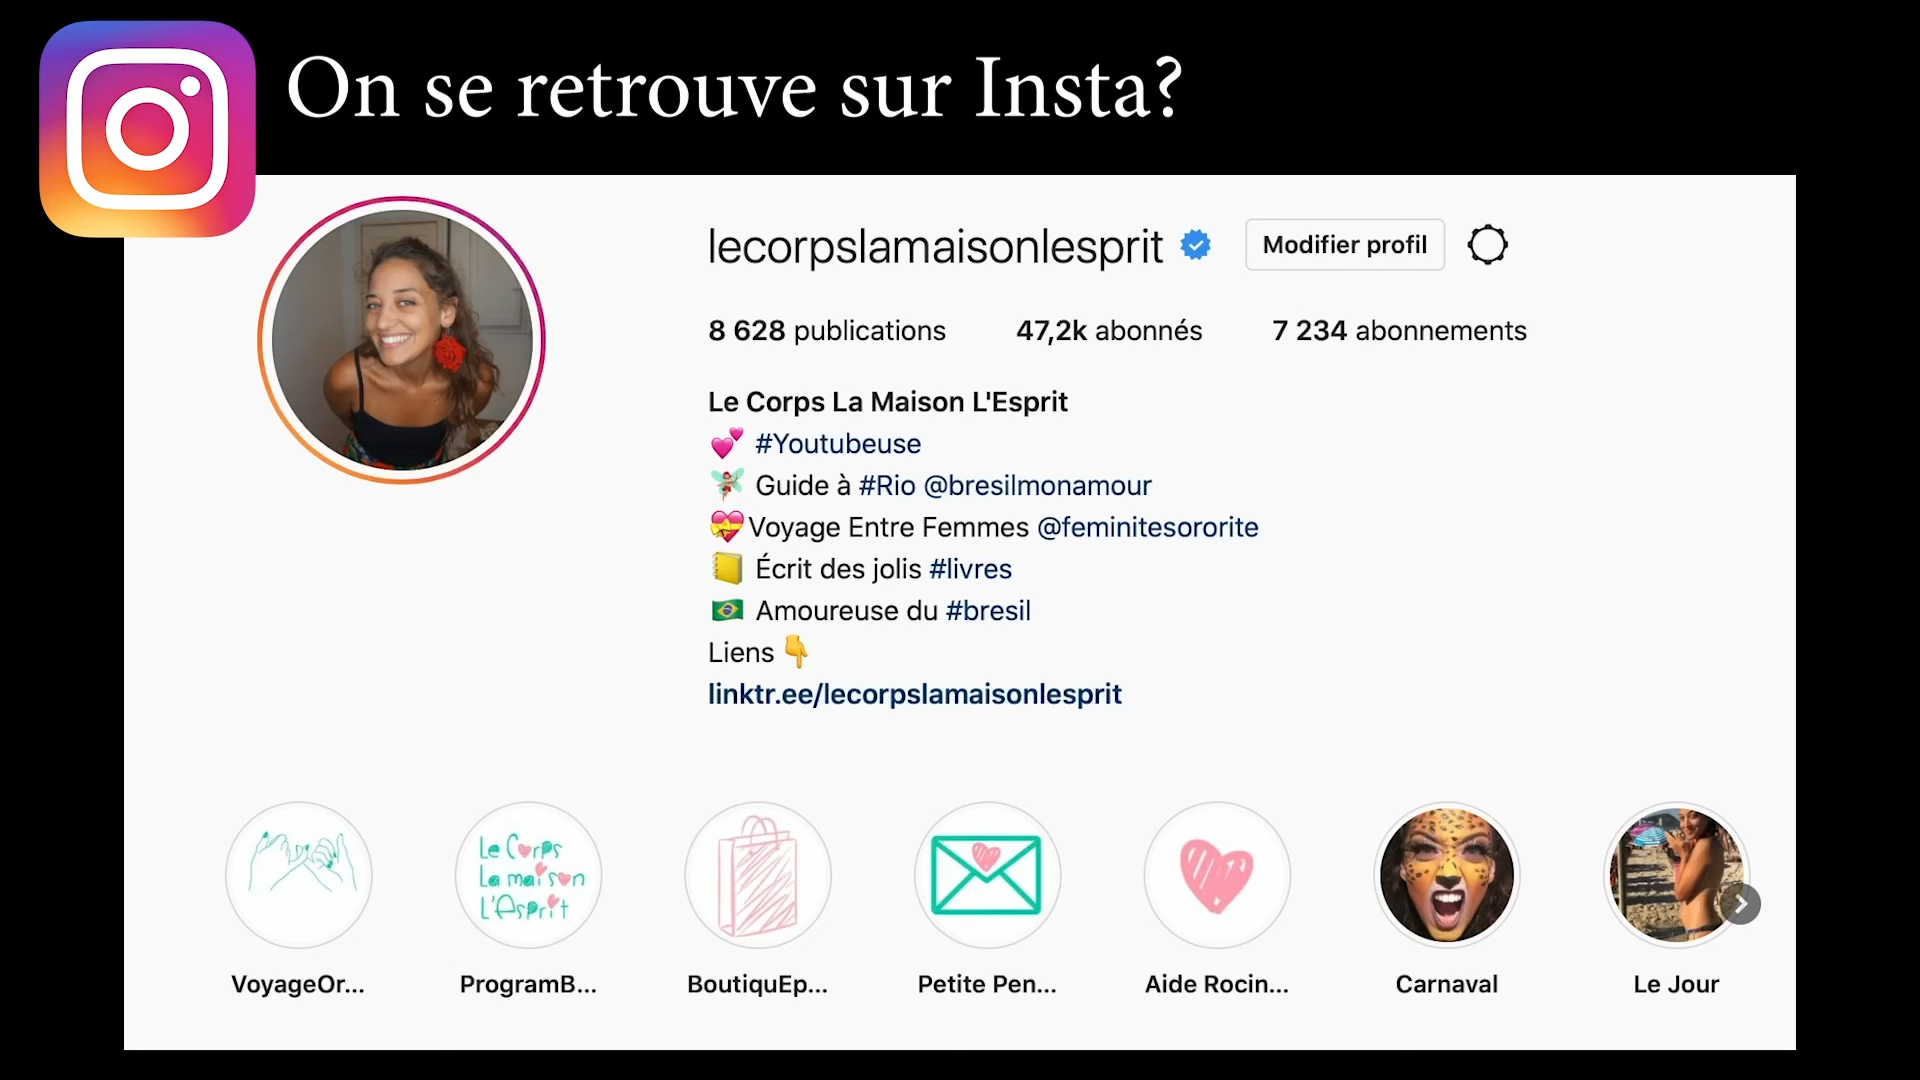 On se retrouve sur Insta?
lecorpslamaisonlesprit
Modifier profil
8 628 publications 47,2k abonnés 7 234 abonnements
Le Corps La Maison L'Esprit
💕 #Youtubeuse
🧚 Guide à #Rio @bresilmonamour
💝Voyage Entre Femmes @feminitesororite
📒 Écrit des jolis #livres
🇧🇷 Amoureuse du #bresil
Liens 👇
linktr.ee/lecorpslamaisonlesprit
Le Corps
La maison
L'Esprit
VoyageOr...
ProgramB...
BoutiquEp...
Petite Pen...
Aide Rocin...
Carnaval
Le Jour